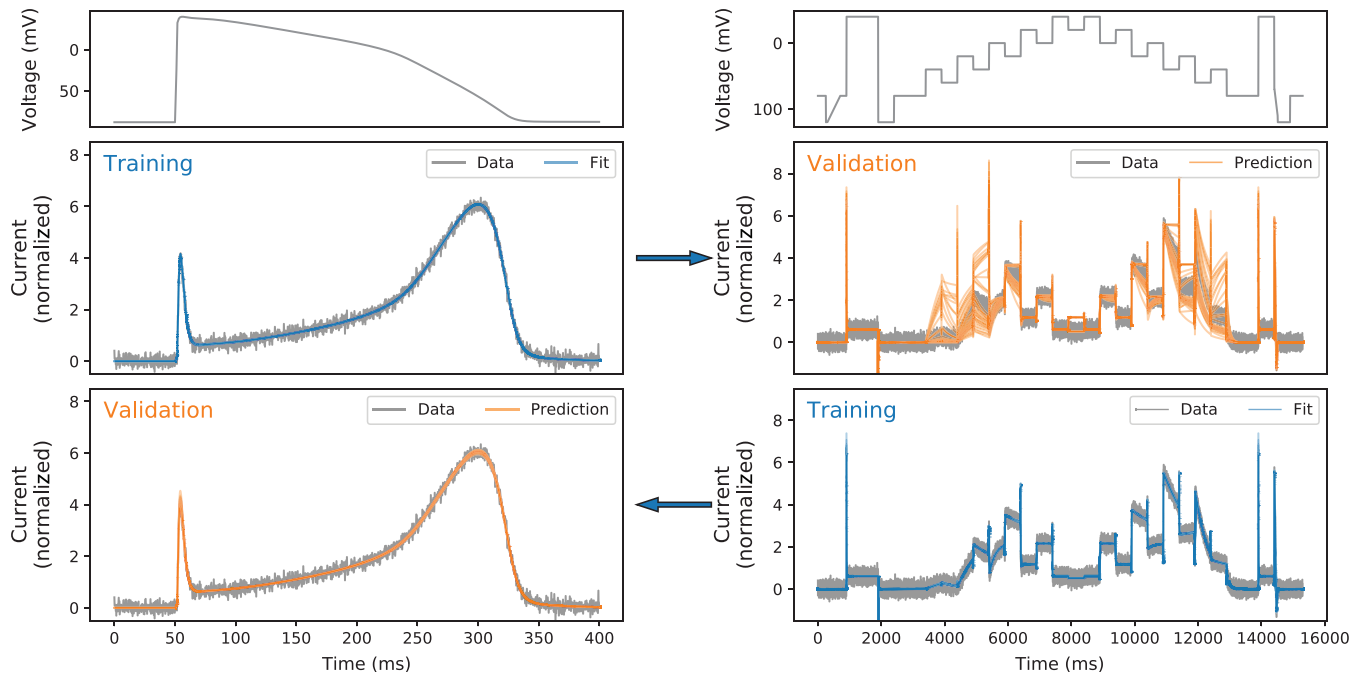 Voltage (mV)
0
50
Voltage (mV)
0
100
Training
Data
Fit
Current
(normalized)
8
6
4
2
0
Validation
Data
Prediction
Current
(normalized)
8
6
4
2
0
Validation
Data
Prediction
Current
(normalized)
8
6
4
2
0
0 50 100 150 200 250 300 350 400
Time (ms)
Training
Data
Fit
Current
(normalized)
8
6
4
2
0
0 2000 4000 6000 8000 10000 12000 14000 16000
Time (ms)